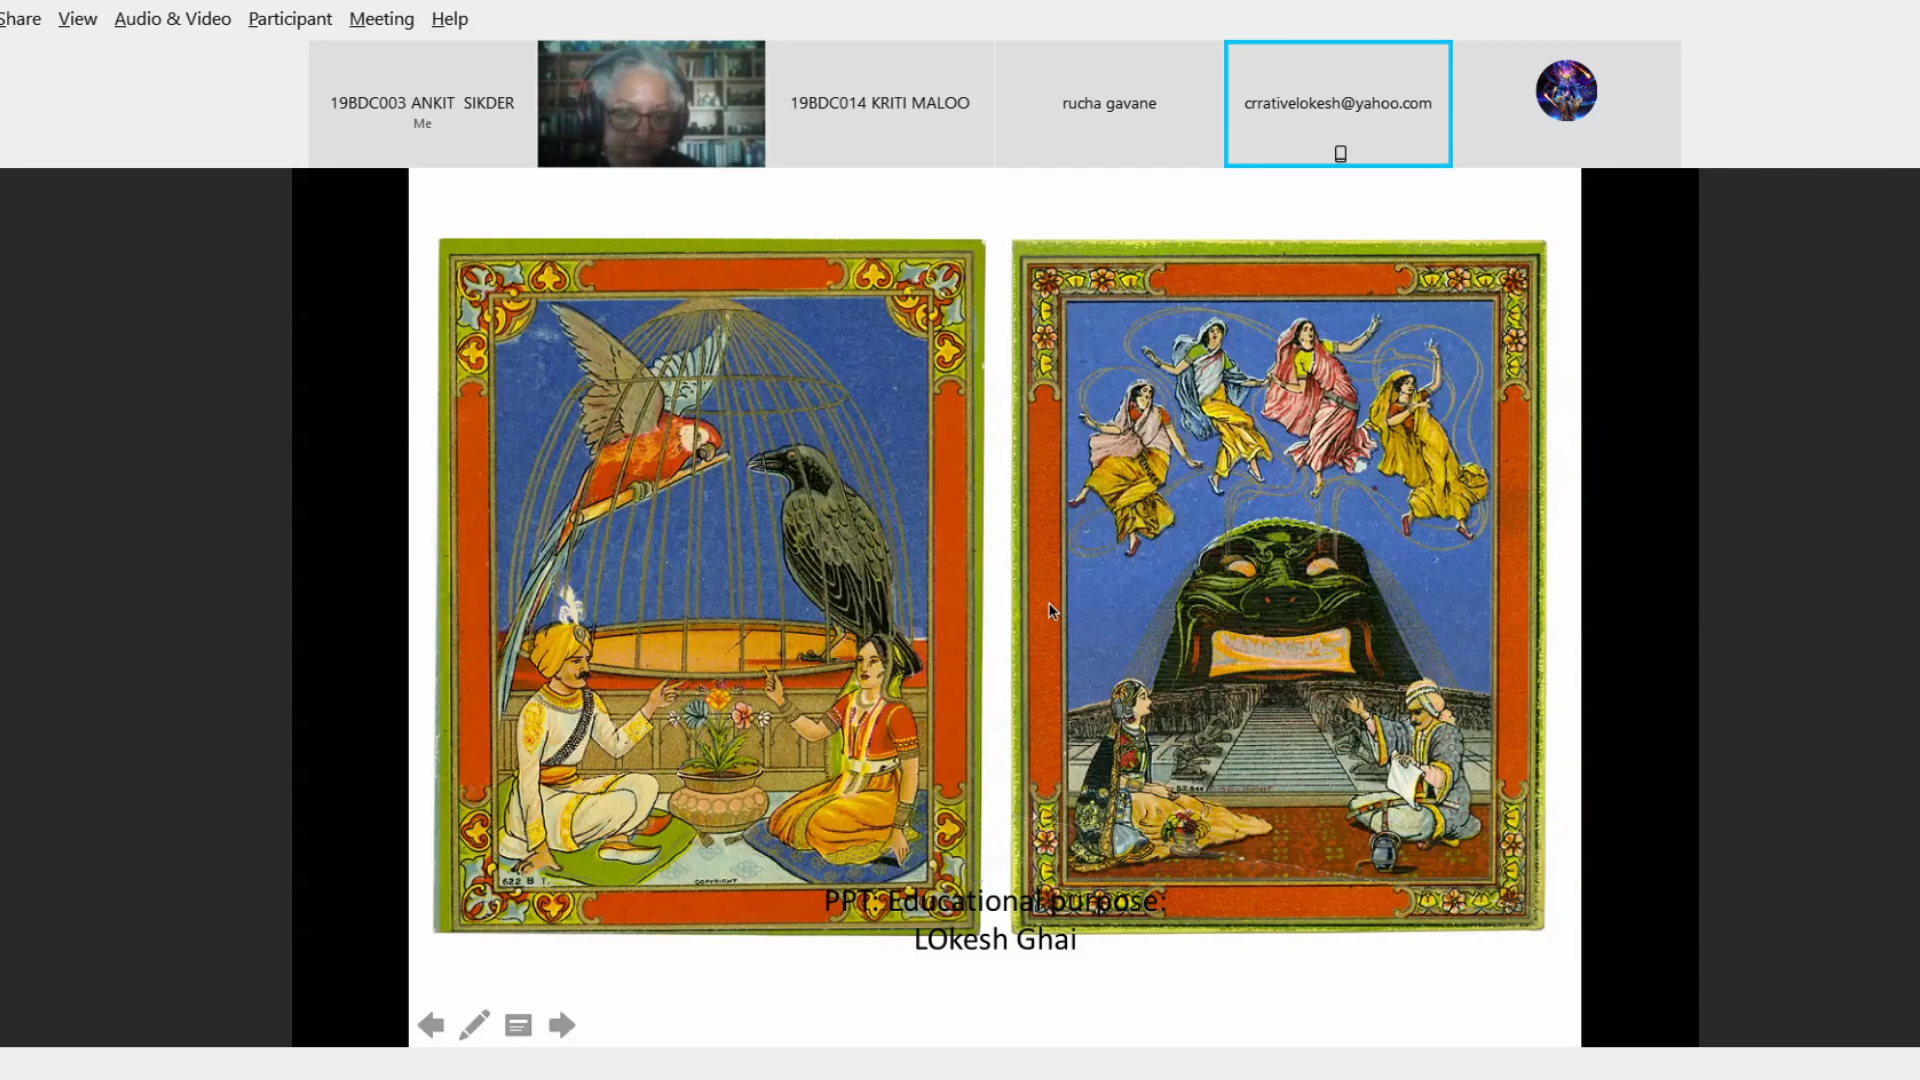 Share View Audio & Video Participant Meeting Help
19BDC003 ANKIT SIKDER
Me
19BDC014 KRITI MALOO
rucha gavane
crrativelokesh@yahoo.com
622 B T.
COPYRIGHT
PPT: Educational purpose:
LOkesh Ghai